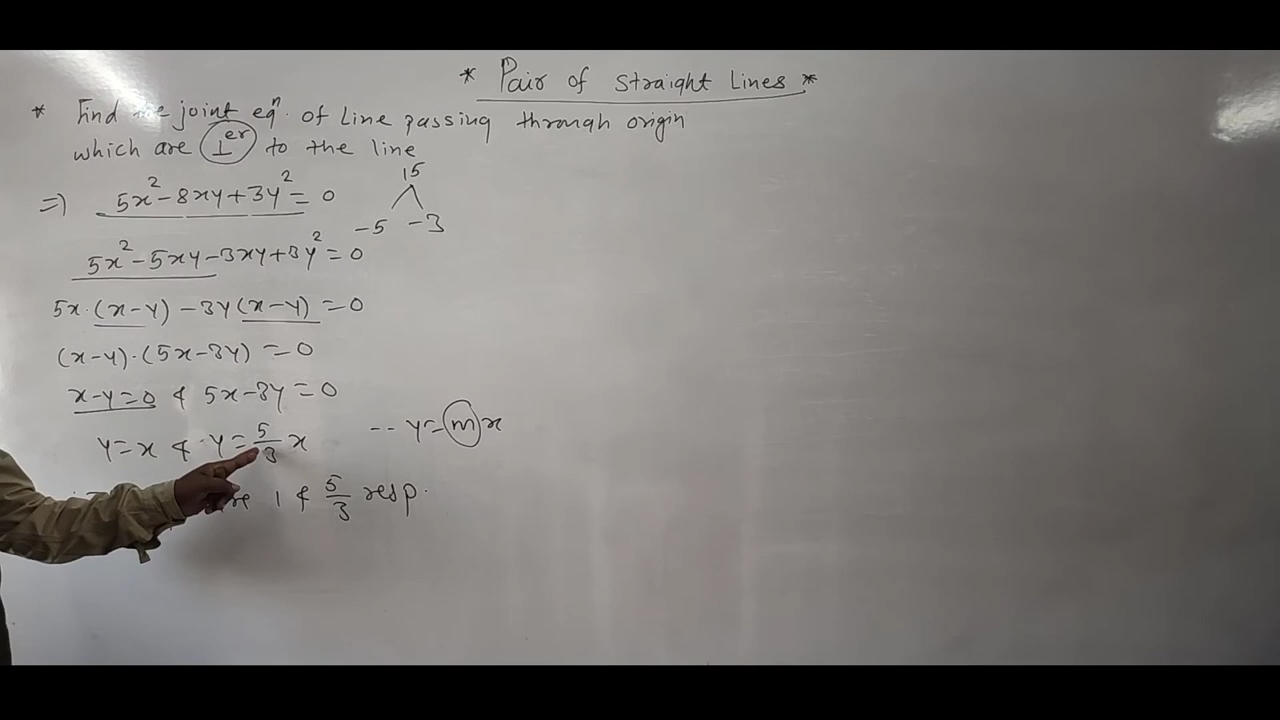 * Pair of Straight Lines *
* Find the joint eqⁿ. of Line passing through origin
which are ⊥er to the line
=) 5x² - 8xy + 3y² = 0
15
-5 -3
5x² - 5xy - 3xy + 3y² = 0
5x·(x-y) - 3y(x-y) = 0
(x-y)·(5x-3y) = 0
x-y=0 & 5x-3y=0
y=x & y=5/3 x -- y=mx
are 1 & 5/3 resp.